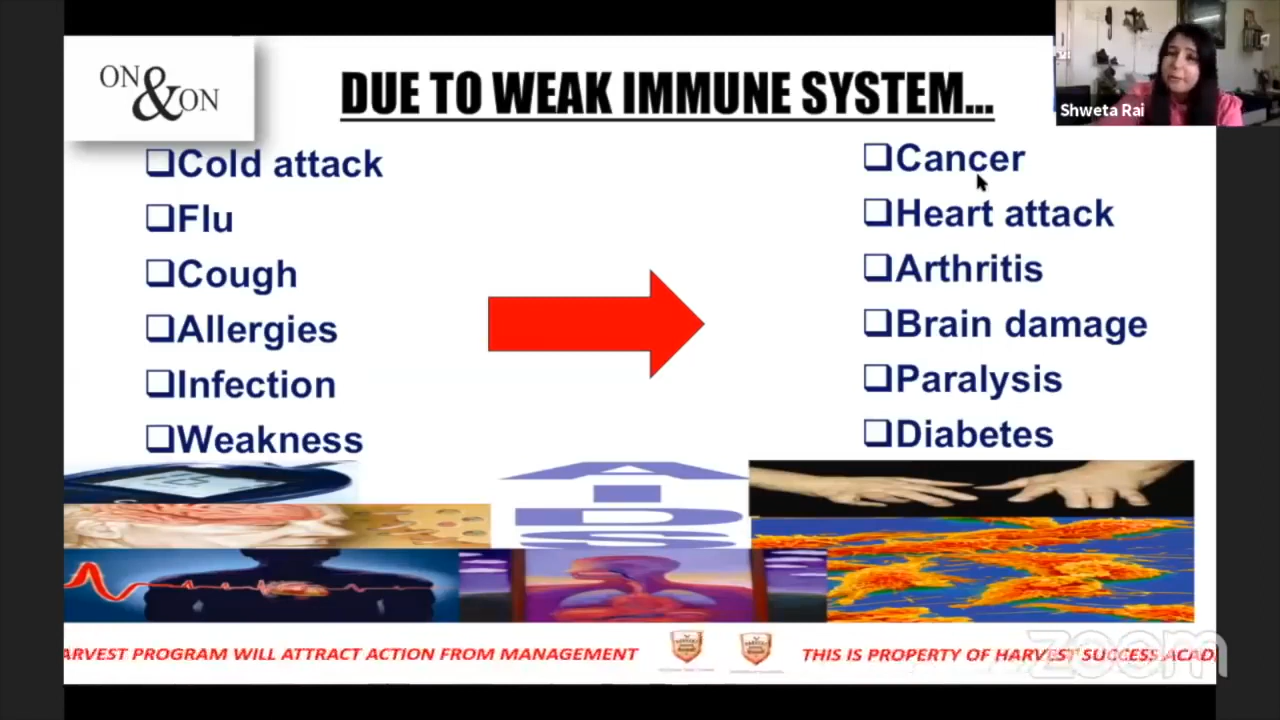 ON & ON
DUE TO WEAK IMMUNE SYSTEM...
Shweta Rai
❑Cold attack
❑Flu
❑Cough
❑Allergies
❑Infection
❑Weakness
❑Cancer
❑Heart attack
❑Arthritis
❑Brain damage
❑Paralysis
❑Diabetes
AIDS
ARVEST PROGRAM WILL ATTRACT ACTION FROM MANAGEMENT
THIS IS PROPERTY OF HARVEST SUCCESS ACAD
zoom